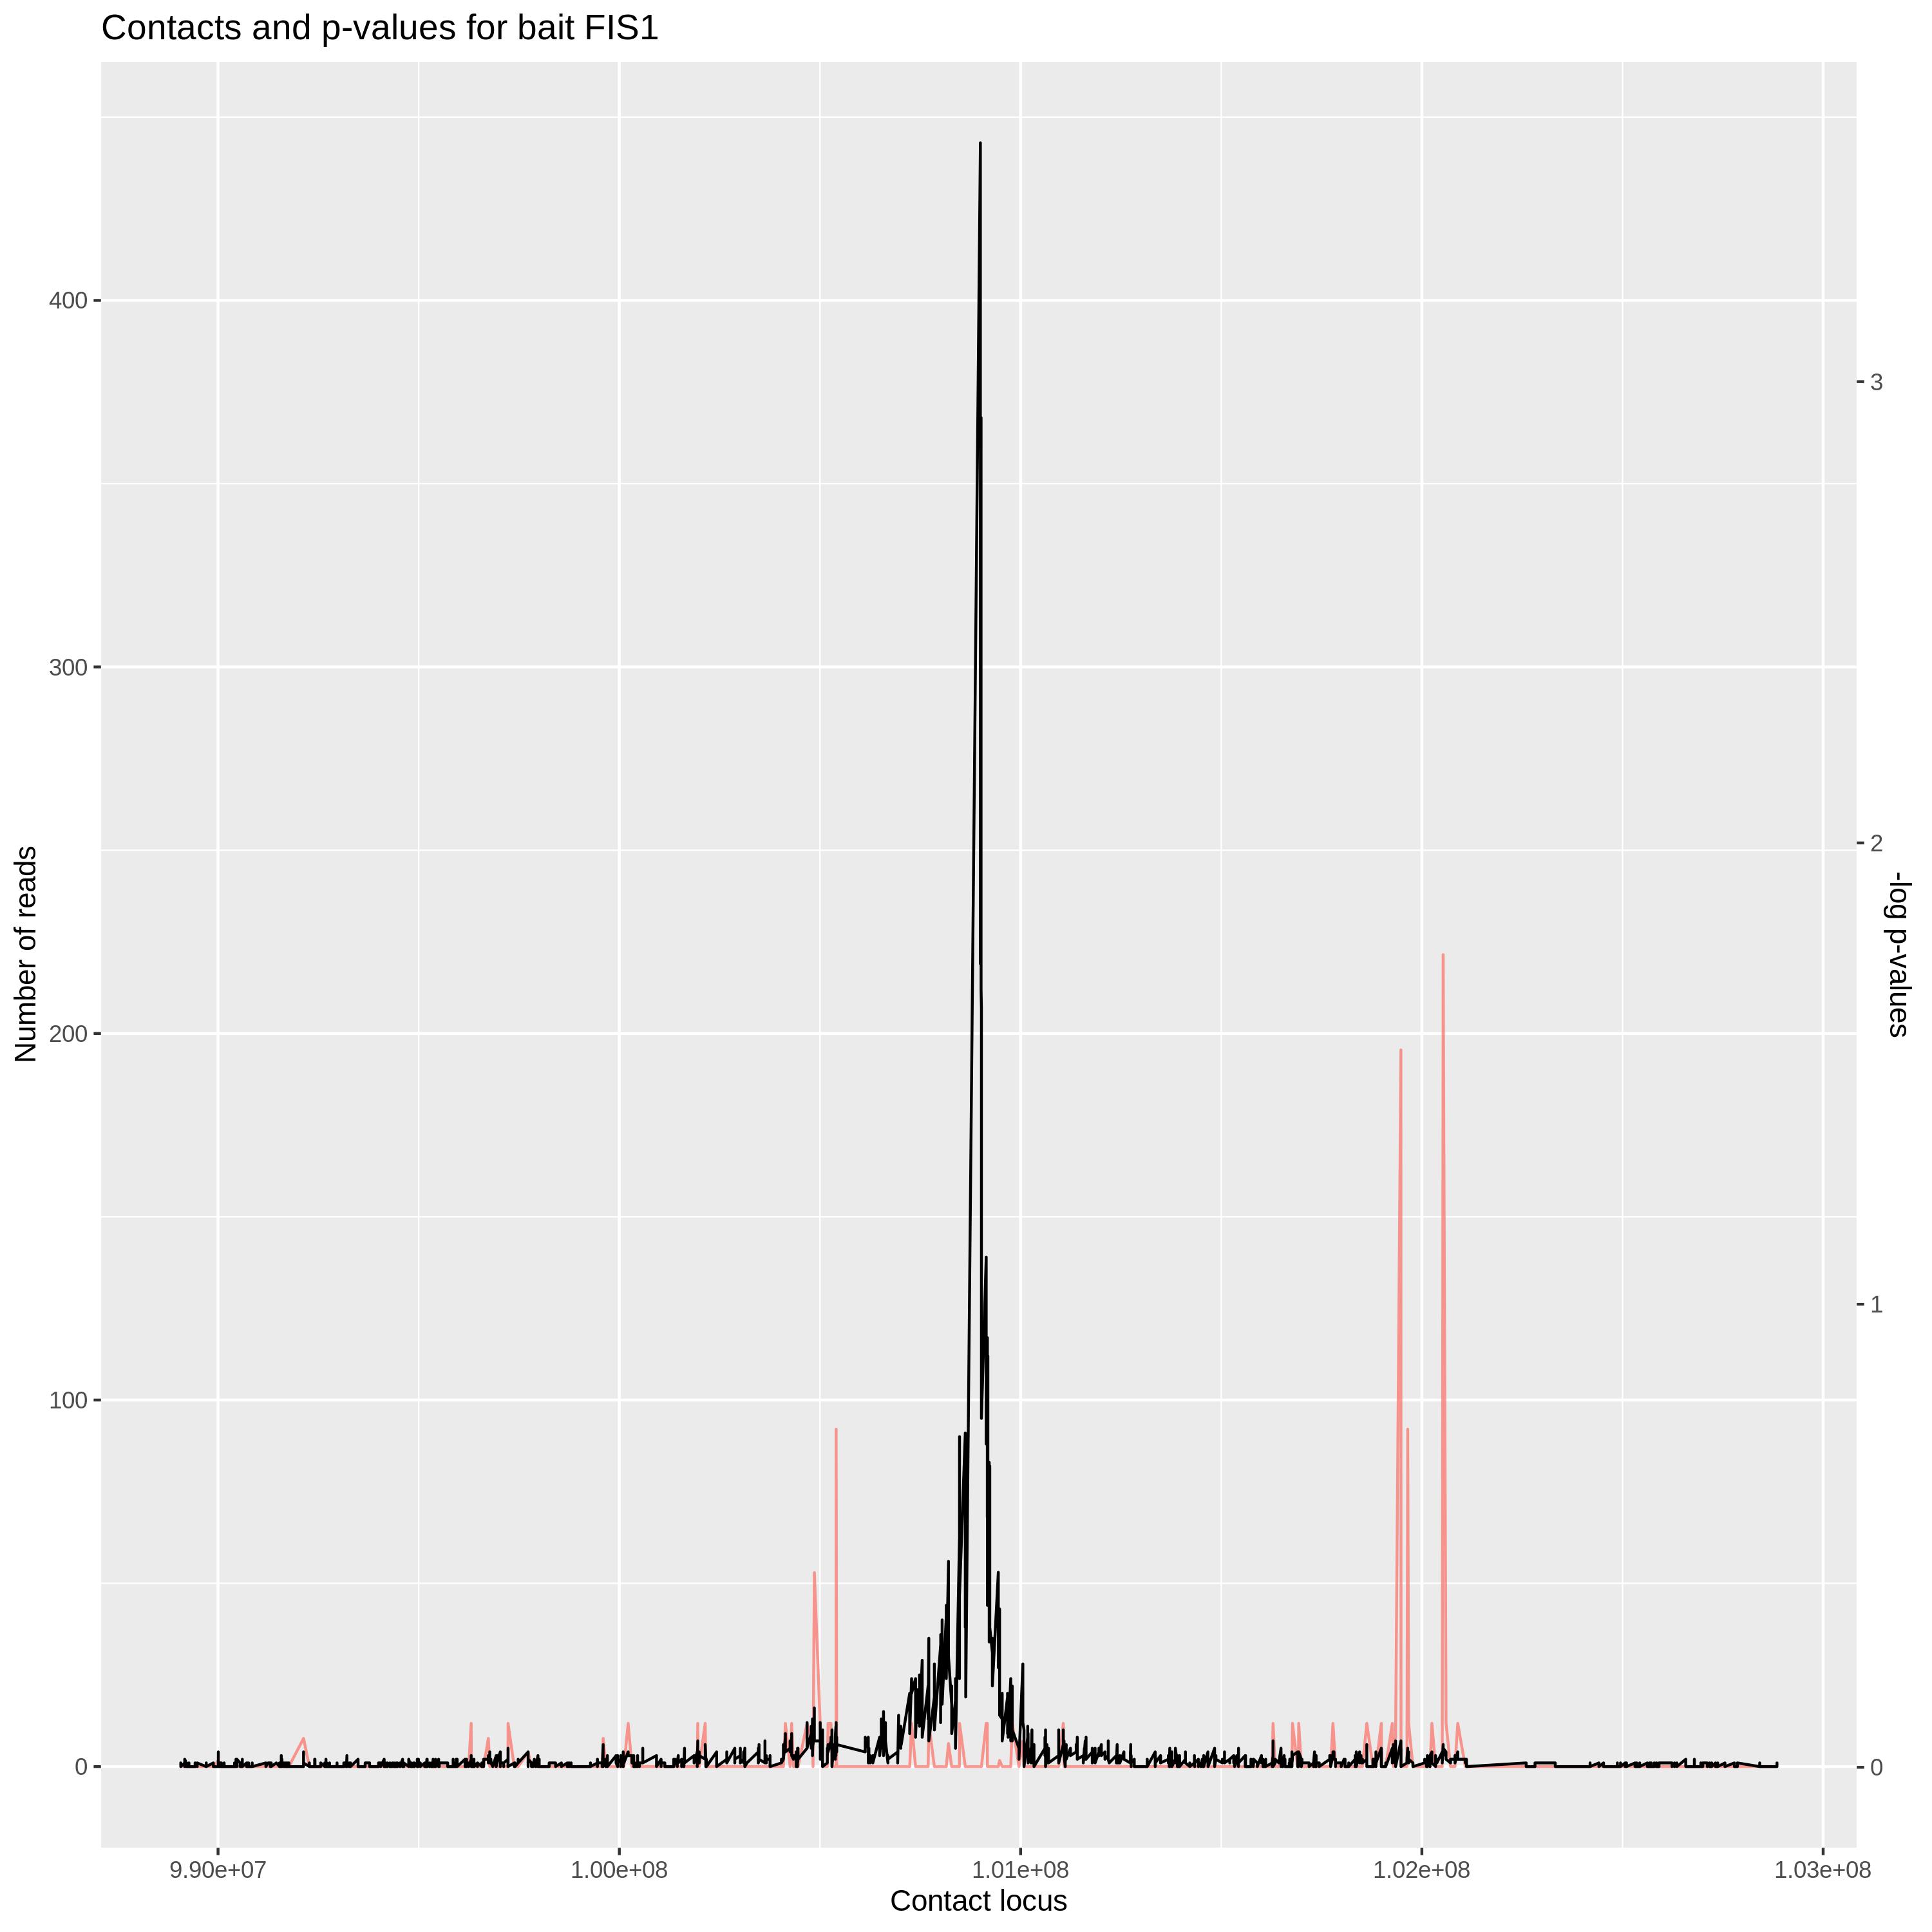 Contacts and p-values for bait FIS1
400
300
200
100
0
Number of reads
3
2
1
0
-log p-values
9.90e+07
1.00e+08
1.01e+08
1.02e+08
1.03e+08
Contact locus